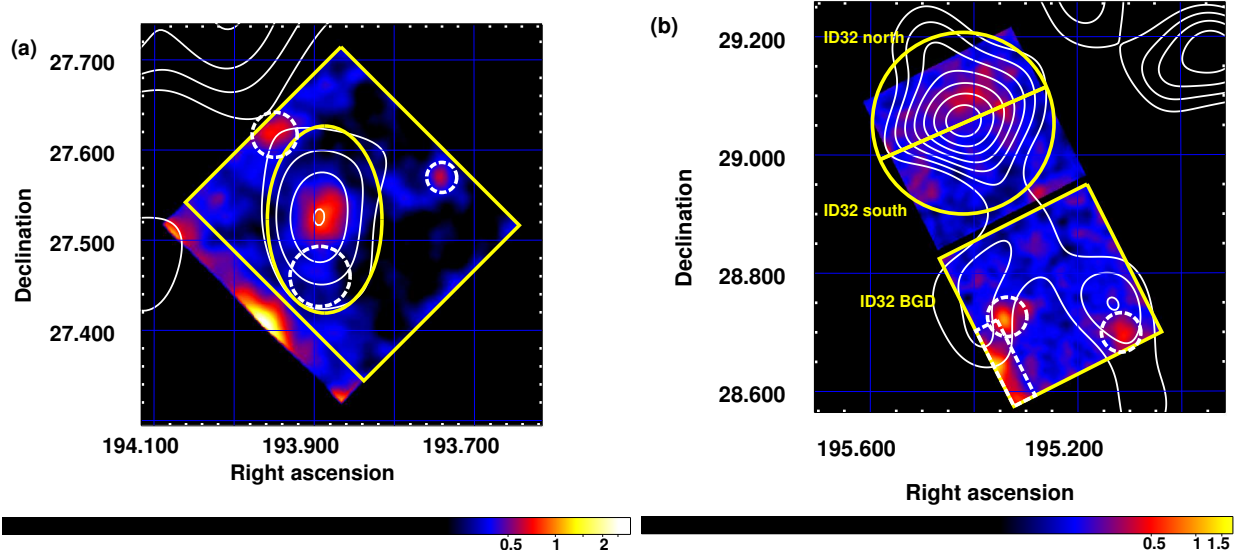 (a)
27.700
27.600
27.500
27.400
Declination
194.100 193.900 193.700
Right ascension
0.5 1 2
(b)
29.200
29.000
28.800
28.600
Declination
ID32 north
ID32 south
ID32 BGD
195.600 195.200
Right ascension
0.5 1 1.5